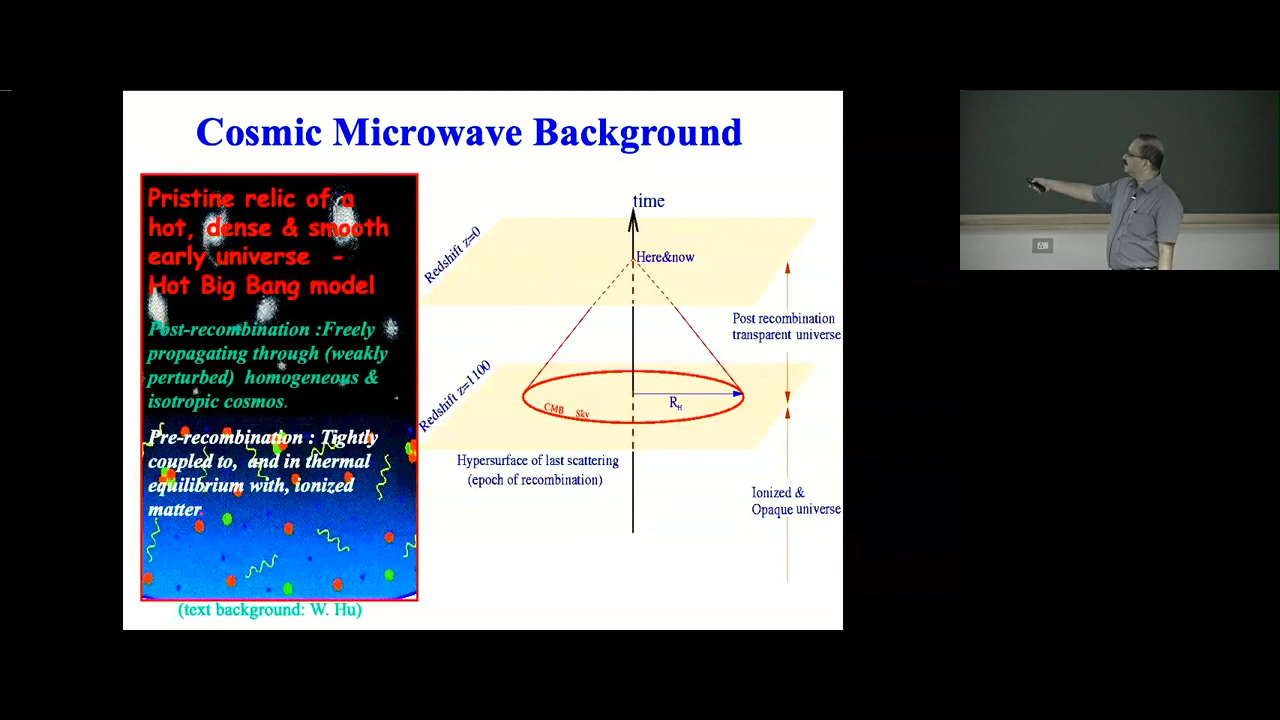 Cosmic Microwave Background
Pristine relic of a
hot, dense & smooth
early universe -
Hot Big Bang model
Post-recombination :Freely
propagating through (weakly
perturbed) homogeneous &
isotropic cosmos.
Pre-recombination : Tightly
coupled to, and in thermal
equilibrium with, ionized
matter.
(text background: W. Hu)
time
Redshift z=0
Here&now
Post recombination
transparent universe
Redshift z=1100
RH
CMB Sky
Hypersurface of last scattering
(epoch of recombination)
Ionized &
Opaque universe